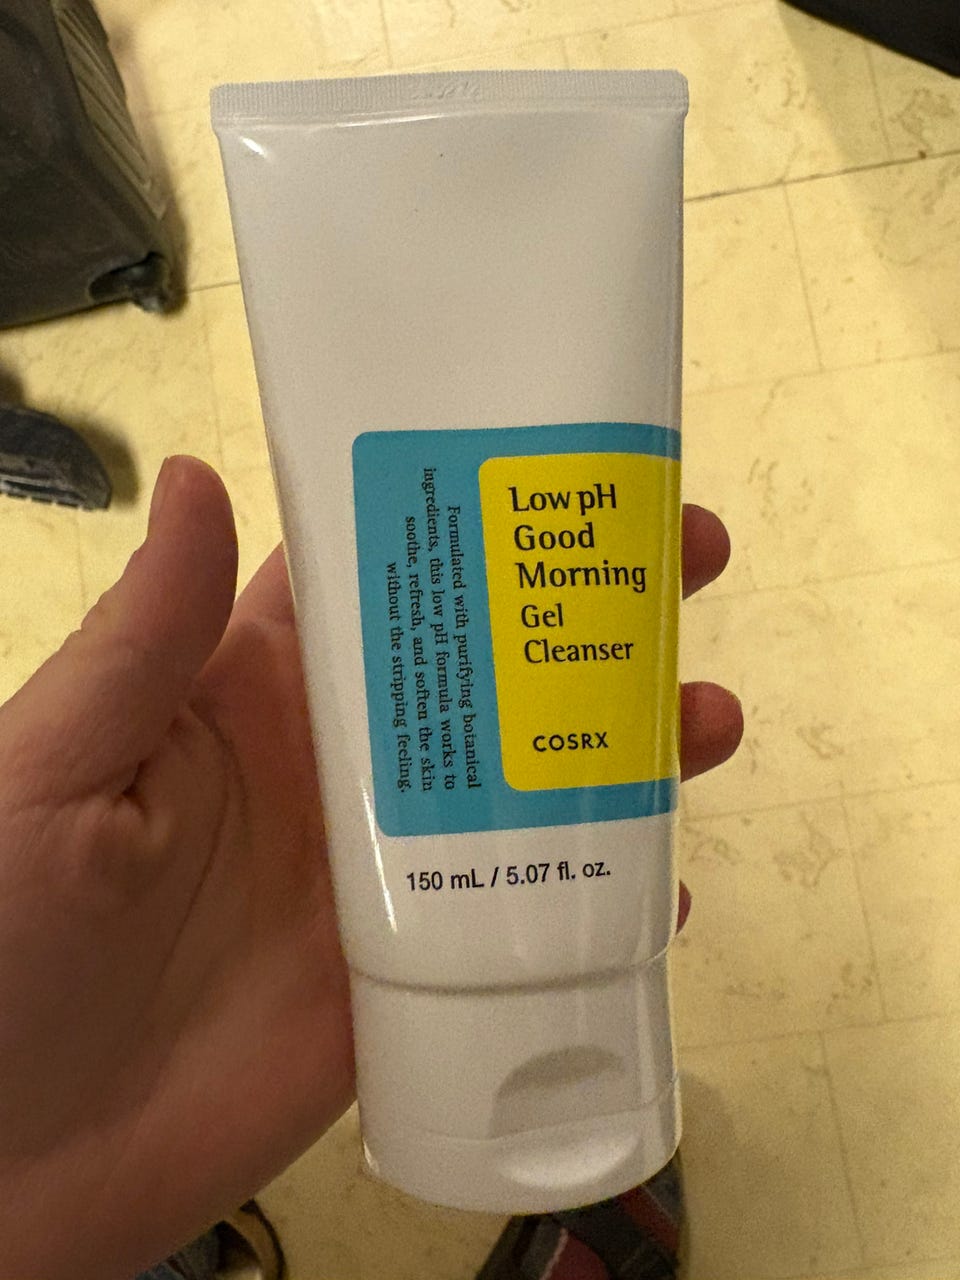 Low pH
Good
Morning
Gel
Cleanser
COSRX
Formulated with purifying botanical
ingredients, this low pH formula works to
soothe, refresh, and soften the skin
without the stripping feeling.
150 mL / 5.07 fl. oz.